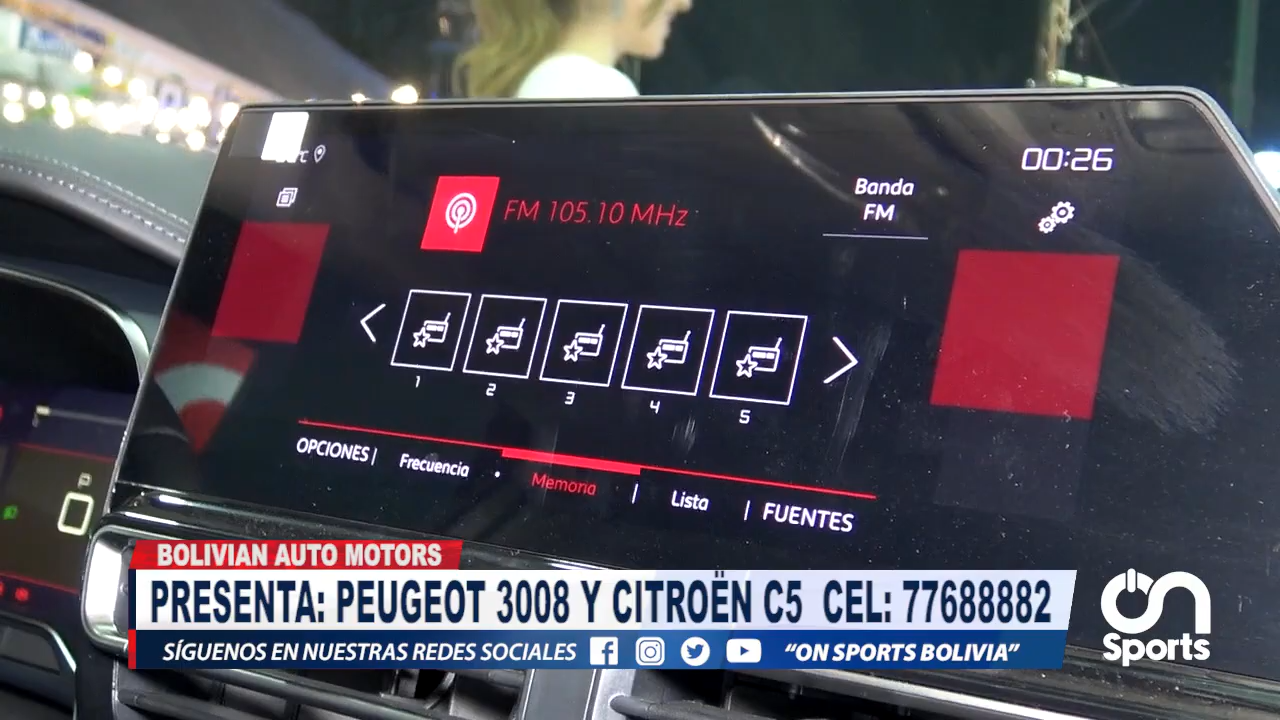 00:26
FM 105.10 MHz
Banda
FM
1 2 3 4 5
OPCIONES| Frecuencia Memoria | Lista | FUENTES
P
0
BOLIVIAN AUTO MOTORS
PRESENTA: PEUGEOT 3008 Y CITROËN C5 CEL: 77688882
SÍGUENOS EN NUESTRAS REDES SOCIALES "ON SPORTS BOLIVIA"
ON
Sports